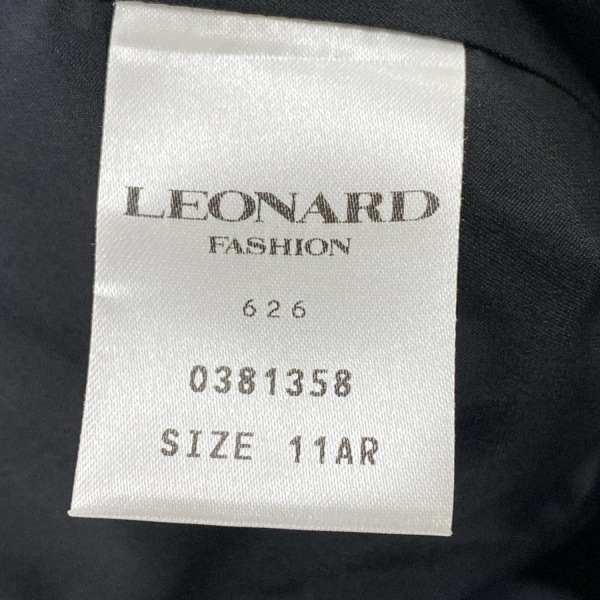 LEONARD
FASHION
626
0381358
SIZE 11AR